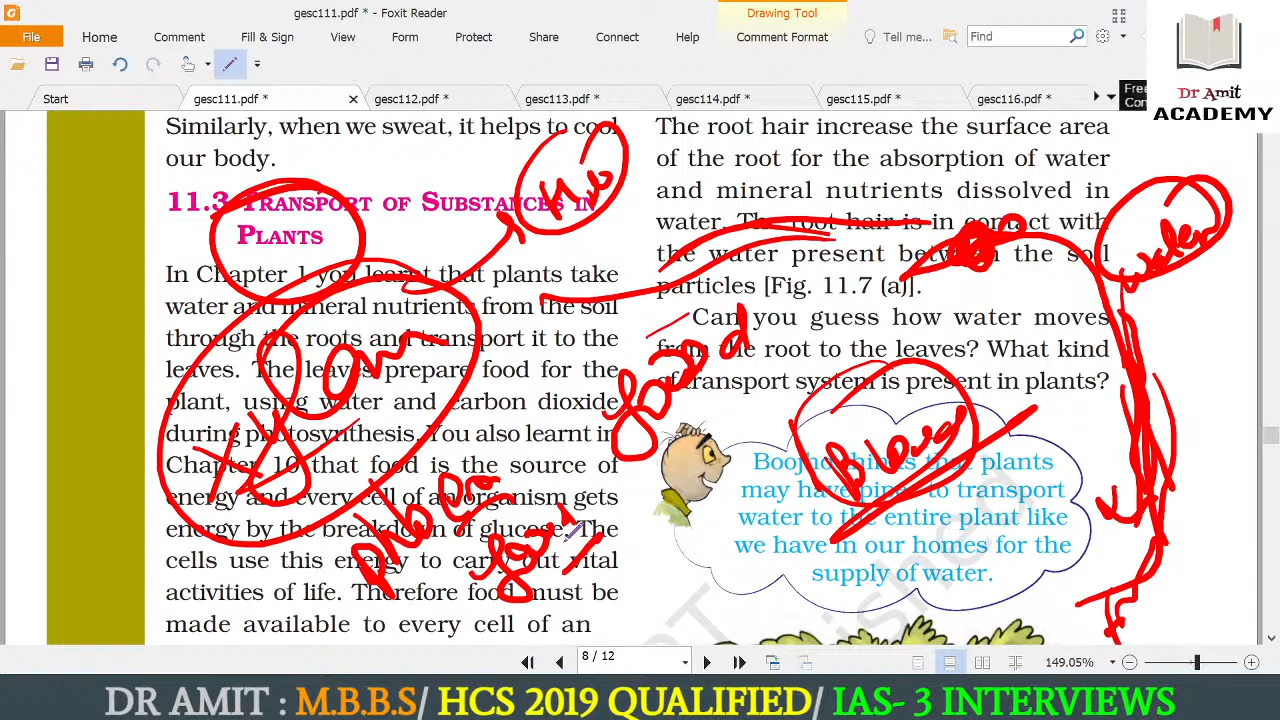 gesc111.pdf * - Foxit Reader
Drawing Tool
File Home Comment Fill & Sign View Form Protect Share Connect Help Comment Format Tell me... Find
Start gesc111.pdf * gesc112.pdf * gesc113.pdf * gesc114.pdf * gesc115.pdf * gesc116.pdf *
Dr Amit
ACADEMY
Similarly, when we sweat, it helps to cool
our body.
11.3 TRANSPORT OF SUBSTANCES IN
PLANTS
In Chapter 1 you learnt that plants take
water and mineral nutrients from the soil
through the roots and transport it to the
leaves. The leaves prepare food for the
plant, using water and carbon dioxide
during photosynthesis. You also learnt in
Chapter 10 that food is the source of
energy and every cell of an organism gets
energy by the breakdown of glucose. The
cells use this energy to carry out vital
activities of life. Therefore food must be
made available to every cell of an
The root hair increase the surface area
of the root for the absorption of water
and mineral nutrients dissolved in
water. The root hair is in contact with
the water present between the soil
particles [Fig. 11.7 (a)].
Can you guess how water moves
from the root to the leaves? What kind
of transport system is present in plants?
Boojho thinks that plants
may have pipes to transport
water to the entire plant like
we have in our homes for the
supply of water.
water
food
8 / 12
149.05%
DR AMIT : M.B.B.S/ HCS 2019 QUALIFIED/ IAS- 3 INTERVIEWS